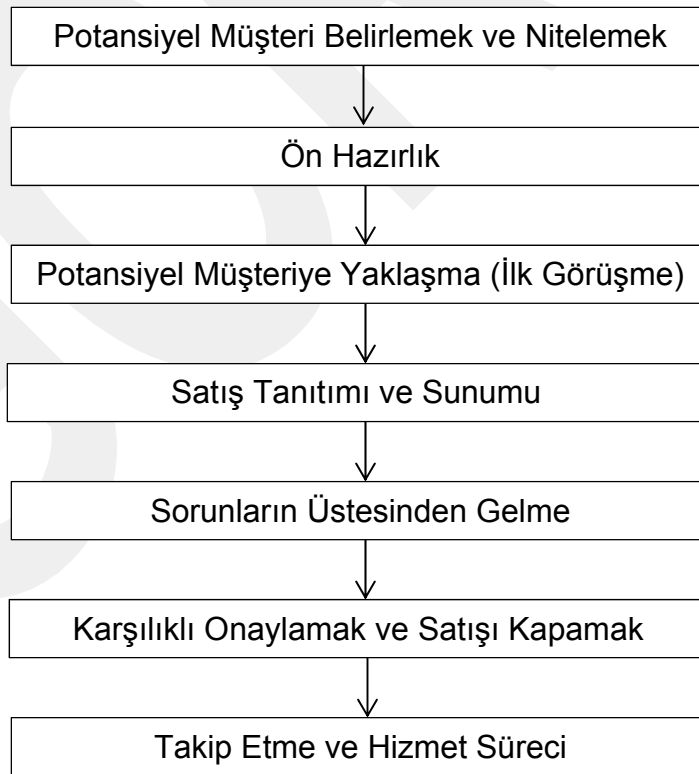 Potansiyel Müşteri Belirlemek ve Nitelemek
Ön Hazırlık
Potansiyel Müşteriye Yaklaşma (İlk Görüşme)
Satış Tanıtımı ve Sunumu
Sorunların Üstesinden Gelme
Karşılıklı Onaylamak ve Satışı Kapamak
Takip Etme ve Hizmet Süreci